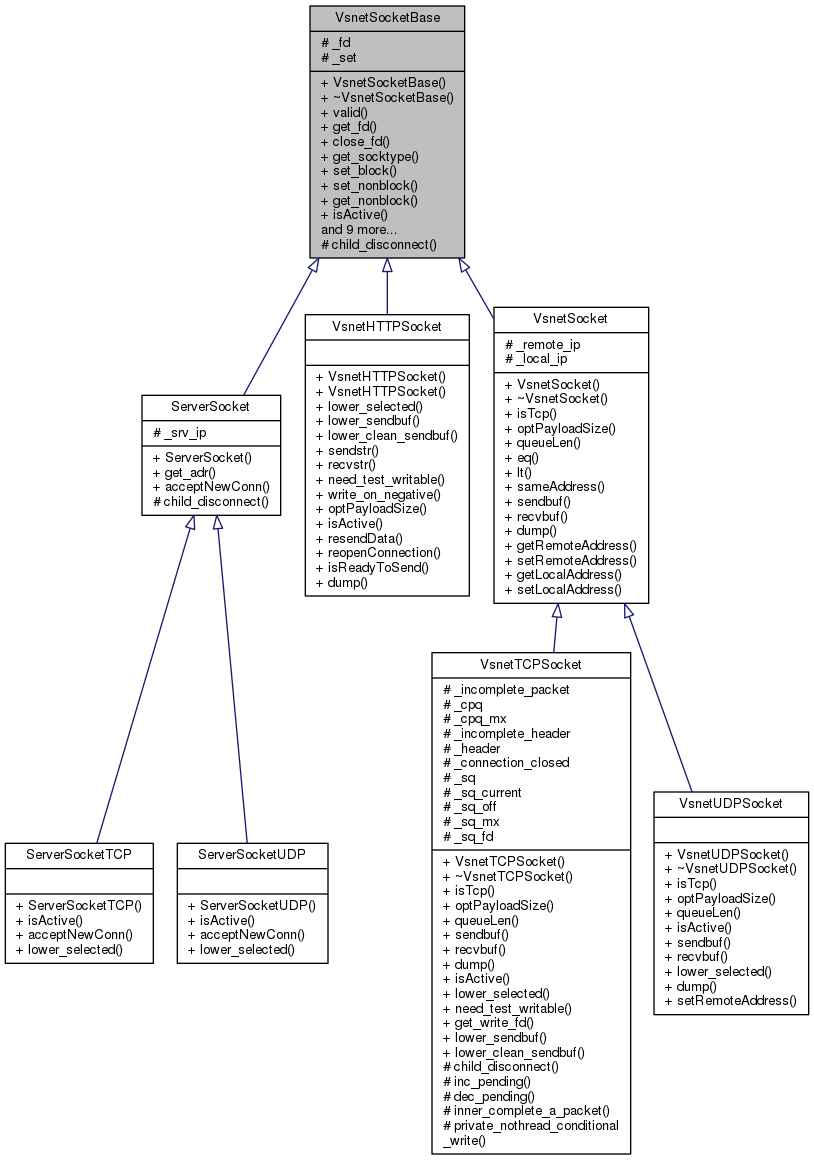 VsnetSocketBase
# _fd
# _set
+ VsnetSocketBase()
+ ~VsnetSocketBase()
+ valid()
+ get_fd()
+ close_fd()
+ get_socktype()
+ set_block()
+ set_nonblock()
+ get_nonblock()
+ isActive()
and 9 more...
# child_disconnect()
ServerSocket
# _srv_ip
+ ServerSocket()
+ get_adr()
+ acceptNewConn()
# child_disconnect()
VsnetHTTPSocket
+ VsnetHTTPSocket()
+ VsnetHTTPSocket()
+ lower_selected()
+ lower_sendbuf()
+ lower_clean_sendbuf()
+ sendstr()
+ recvstr()
+ need_test_writable()
+ write_on_negative()
+ optPayloadSize()
+ isActive()
+ resendData()
+ reopenConnection()
+ isReadyToSend()
+ dump()
VsnetSocket
# _remote_ip
# _local_ip
+ VsnetSocket()
+ ~VsnetSocket()
+ isTcp()
+ optPayloadSize()
+ queueLen()
+ eq()
+ lt()
+ sameAddress()
+ sendbuf()
+ recvbuf()
+ dump()
+ getRemoteAddress()
+ setRemoteAddress()
+ getLocalAddress()
+ setLocalAddress()
ServerSocketTCP
+ ServerSocketTCP()
+ isActive()
+ acceptNewConn()
+ lower_selected()
ServerSocketUDP
+ ServerSocketUDP()
+ isActive()
+ acceptNewConn()
+ lower_selected()
VsnetTCPSocket
# _incomplete_packet
# _cpq
# _cpq_mx
# _incomplete_header
# _header
# _connection_closed
# _sq
# _sq_current
# _sq_off
# _sq_mx
# _sq_fd
+ VsnetTCPSocket()
+ ~VsnetTCPSocket()
+ isTcp()
+ optPayloadSize()
+ queueLen()
+ sendbuf()
+ recvbuf()
+ dump()
+ isActive()
+ lower_selected()
+ need_test_writable()
+ get_write_fd()
+ lower_sendbuf()
+ lower_clean_sendbuf()
# child_disconnect()
# inc_pending()
# dec_pending()
# inner_complete_a_packet()
# private_nothread_conditional
_write()
VsnetUDPSocket
+ VsnetUDPSocket()
+ ~VsnetUDPSocket()
+ isTcp()
+ optPayloadSize()
+ queueLen()
+ isActive()
+ sendbuf()
+ recvbuf()
+ lower_selected()
+ dump()
+ setRemoteAddress()